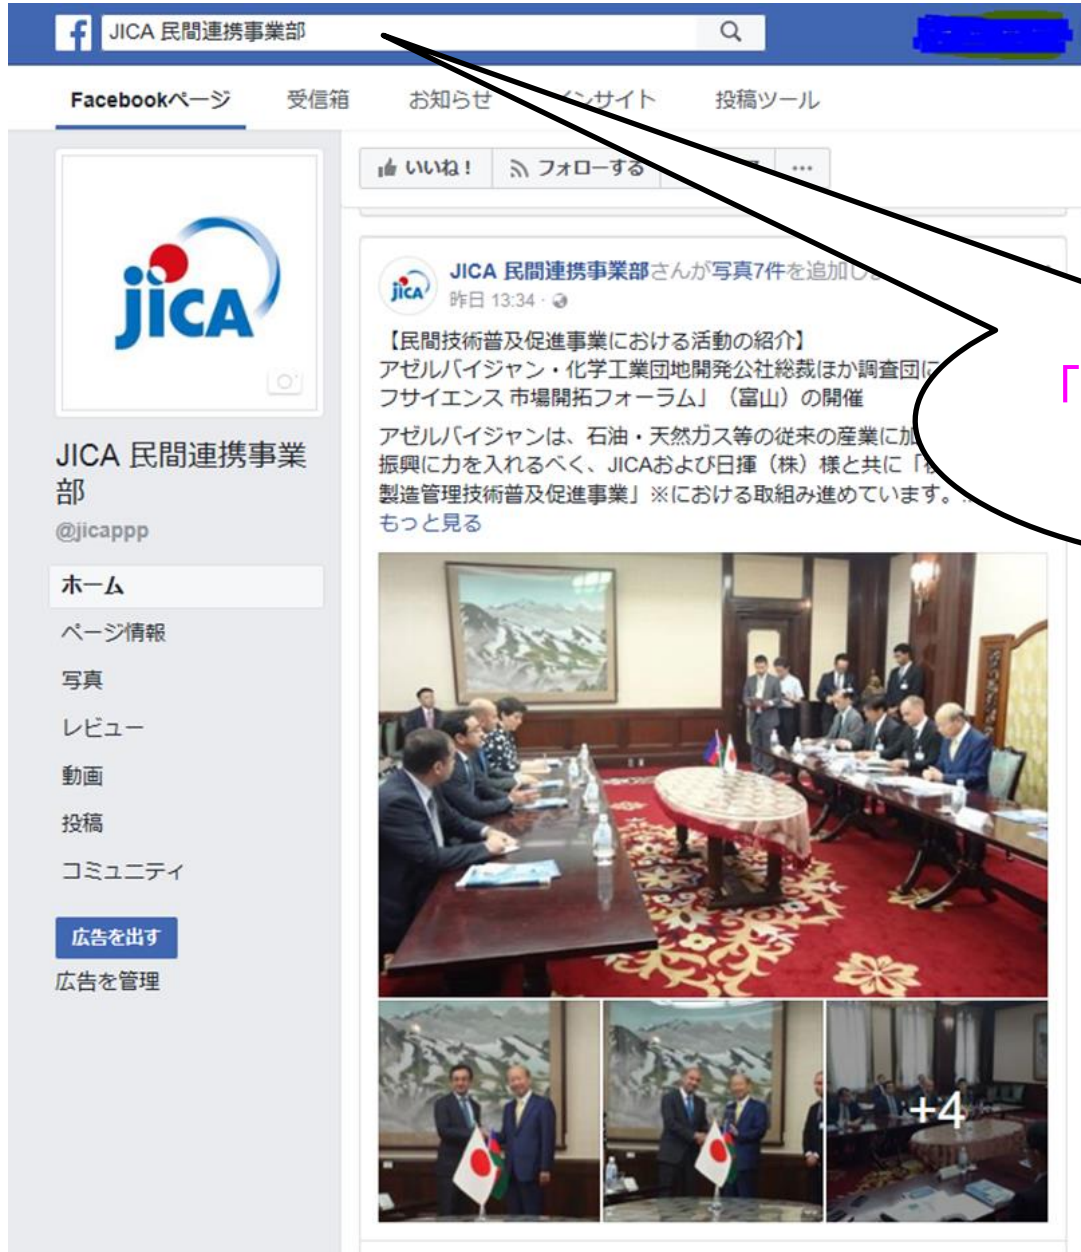 JICA 民間連携事業部
Facebookページ 受信箱 お知らせ インサイト 投稿ツール
いいね! フォローする …
jica
JICA 民間連携事業部
@jicappp
ホーム
ページ情報
写真
レビュー
動画
投稿
コミュニティ
広告を出す
広告を管理
jica
JICA 民間連携事業部さんが写真7件を追加し
昨日 13:34
【民間技術普及促進事業における活動の紹介】
アゼルバイジャン・化学工業団地開発公社総裁ほか調査団に
フサイエンス 市場開拓フォーラム」（富山）の開催
アゼルバイジャンは、石油・天然ガス等の従来の産業に加
振興に力を入れるべく、JICAおよび日揮（株）様と共に「
製造管理技術普及促進事業」※における取組み進めています。
もっと見る
+4
「